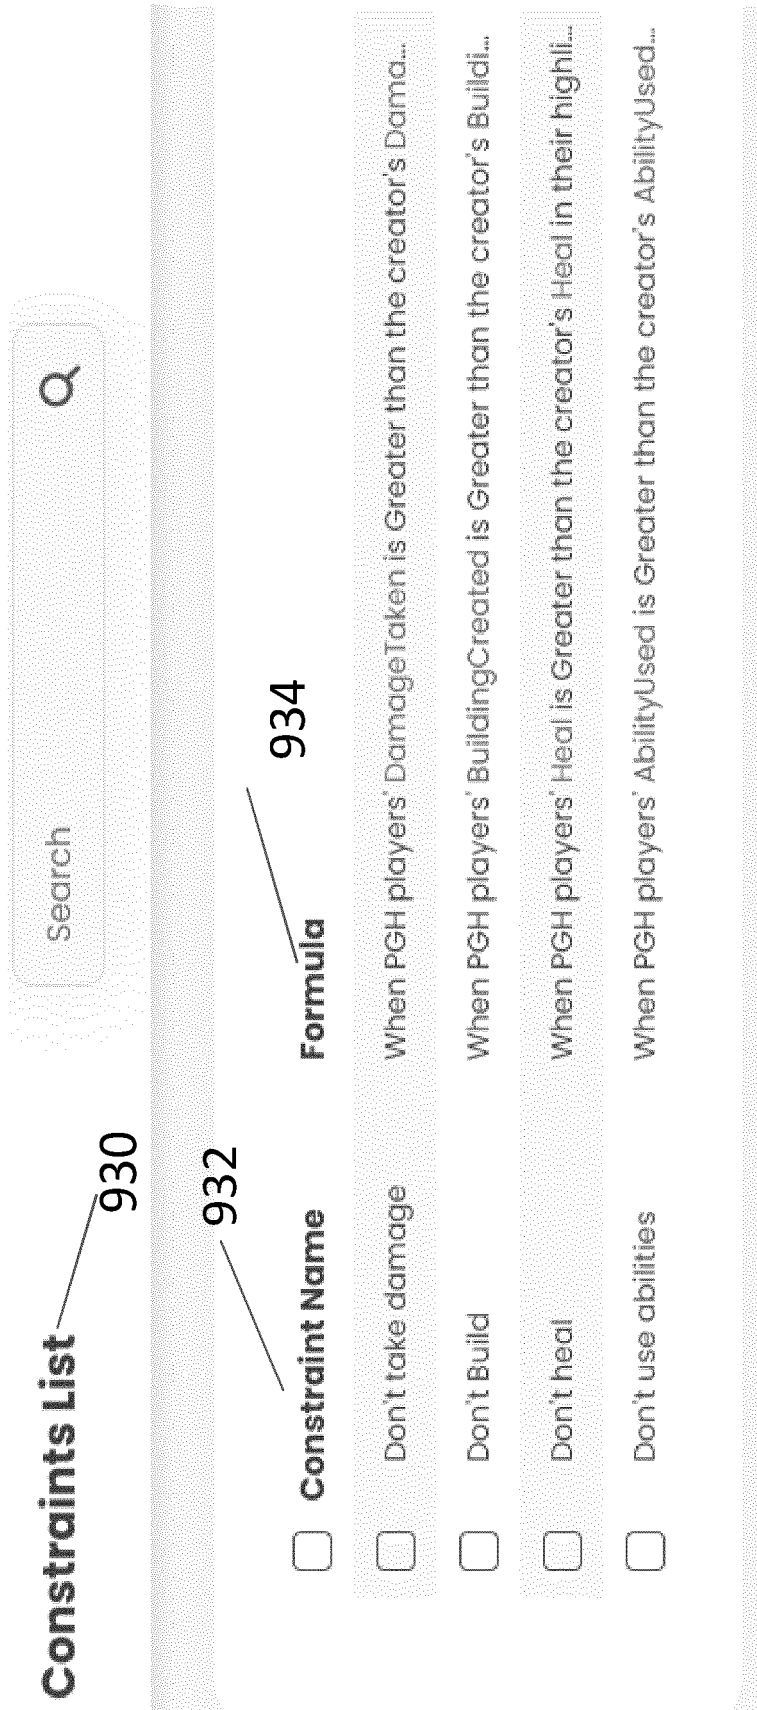 Constraints List
930
Search
932
934
Constraint Name Formula
Don't take damage When PGH players' DamageTaken is Greater than the creator's Dama...
Don't Build When PGH players' BuildingCreated is Greater than the creator's Buildi...
Don't heal When PGH players' Heal is Greater than the creator's Heal in their highli...
Don't use abilities When PGH players' AbilityUsed is Greater than the creator's AbilityUsed...